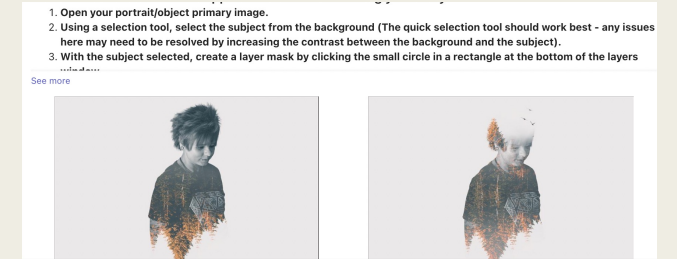 1. Open your portrait/object primary image.
2. Using a selection tool, select the subject from the background (The quick selection tool should work best - any issues
here may need to be resolved by increasing the contrast between the background and the subject).
3. With the subject selected, create a layer mask by clicking the small circle in a rectangle at the bottom of the layers
See more